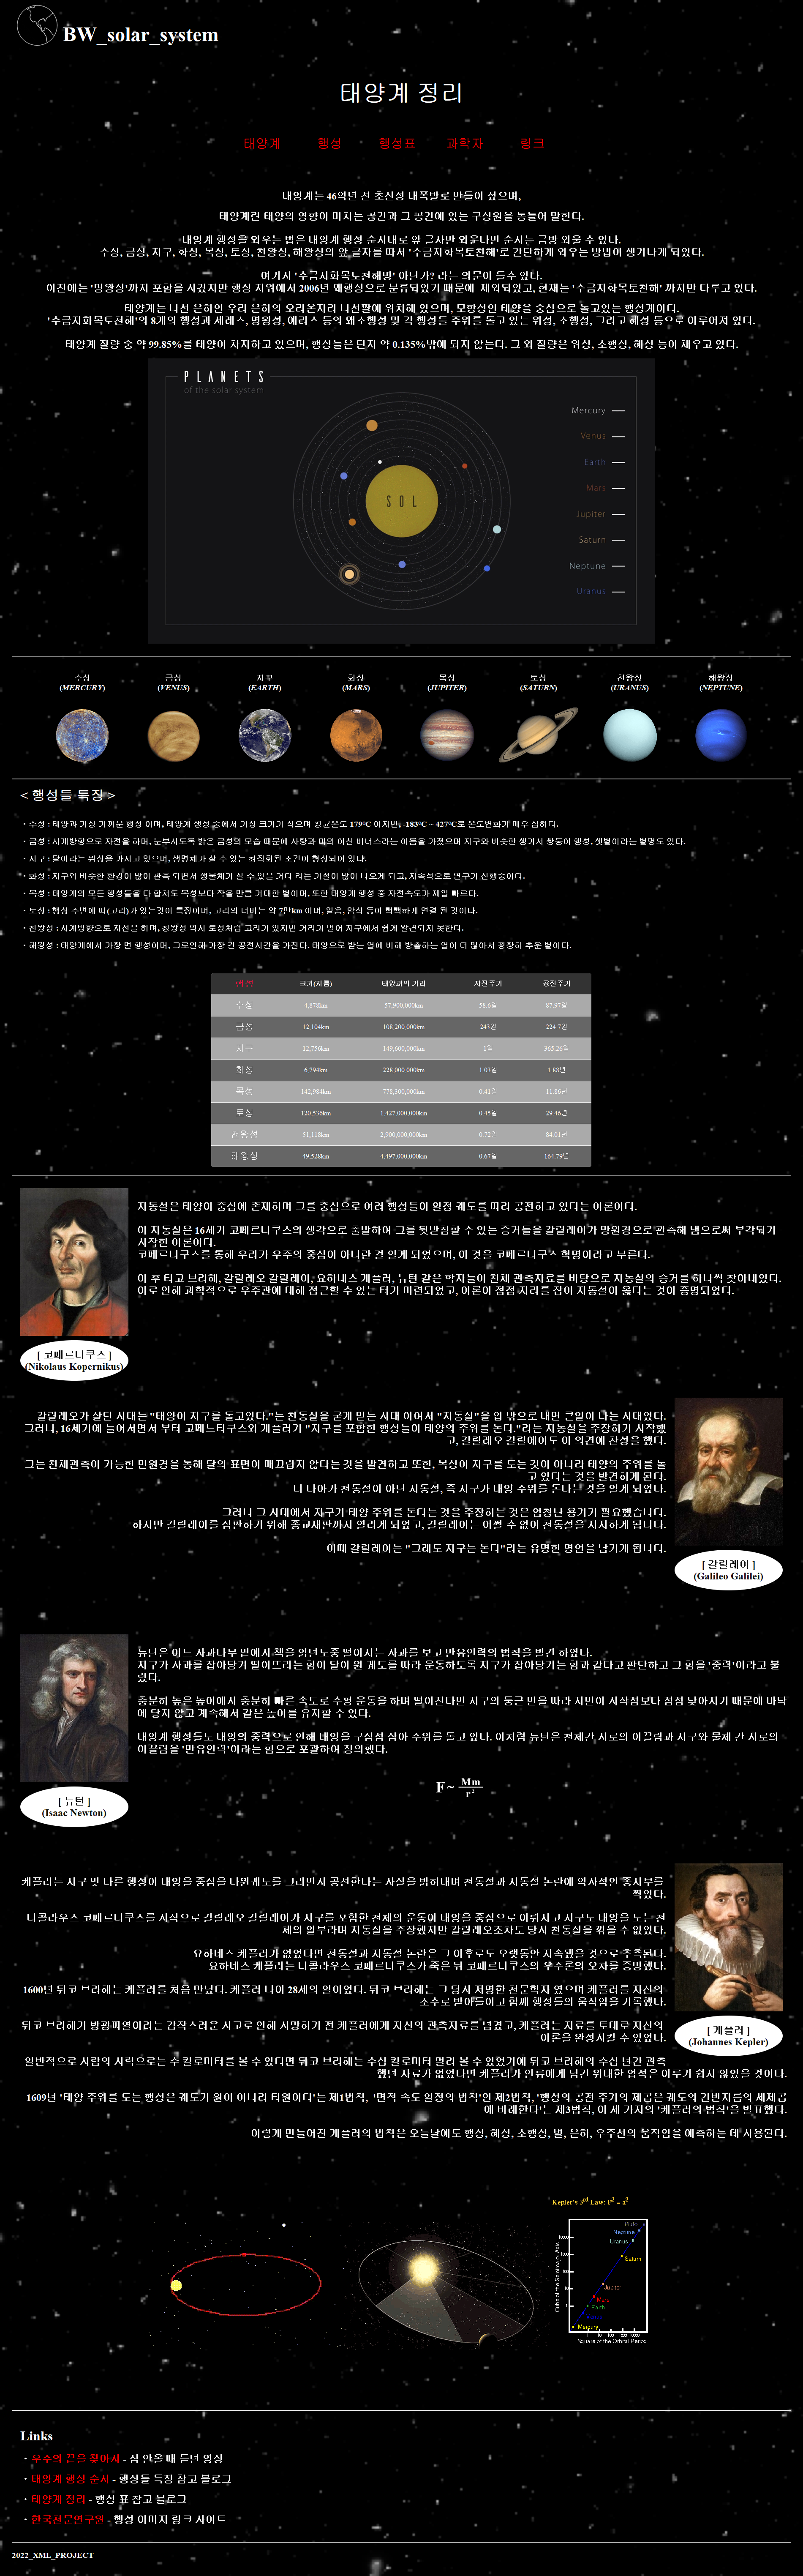 BW_solar_system
태양계 정리
태양계 행성 행성표 과학자 링크
태양계는 46억년 전 초신성 대폭발로 만들어 졌으며,
태양계란 태양의 영향이 미치는 공간과 그 공간에 있는 구성원을 통틀어 말한다.
태양계 행성을 외우는 법은 태양계 행성 순서대로 앞 글자만 외운다면 순서는 금방 외울 수 있다.
수성, 금성, 지구, 화성, 목성, 토성, 천왕성, 해왕성의 앞 글자를 따서 '수금지화목토천해'로 간단하게 외우는 방법이 생겨나게 되었다.
여기서 '수금지화목토천해명' 아닌가? 라는 의문이 들수 있다.
이전에는 '명왕성'까지 포함을 시켰지만 행성 지위에서 2006년 왜행성으로 분류되었기 때문에 제외되었고, 현재는 '수금지화목토천해' 까지만 다루고 있다.
태양계는 나선 은하인 우리 은하의 오리온자리 나선팔에 위치해 있으며, 모항성인 태양을 중심으로 돌고있는 행성계이다.
'수금지화목토천해'의 8개의 행성과 세레스, 명왕성, 에리스 등의 왜소행성 및 각 행성들 주위를 돌고 있는 위성, 소행성, 그리고 혜성 등으로 이루어져 있다.
태양계 질량 중 약 99.85%를 태양이 차지하고 있으며, 행성들은 단지 약 0.135%밖에 되지 않는다. 그 외 질량은 위성, 소행성, 혜성 등이 채우고 있다.
PLANETS
of the solar system
SOL
Mercury
Venus
Earth
Mars
Jupiter
Saturn
Neptune
Uranus
수성 금성 지구 화성 목성 토성 천왕성 해왕성
(MERCURY) (VENUS) (EARTH) (MARS) (JUPITER) (SATURN) (URANUS) (NEPTUNE)
< 행성들 특징 >
· 수성 : 태양과 가장 가까운 행성 이며, 태양계 생성 중에서 가장 크기가 작으며 평균온도 179°C 이지만, -183°C ~ 427°C로 온도변화가 매우 심하다.
· 금성 : 시계방향으로 자전을 하며, 눈부시도록 밝은 금성의 모습 때문에 사랑과 미의 여신 비너스라는 이름을 가졌으며 지구와 비슷한 생겨서 쌍둥이 행성, 샛별이라는 별명도 있다.
· 지구 : 달이라는 위성을 가지고 있으며, 생명체가 살 수 있는 최적화된 조건이 형성되어 있다.
· 화성 : 지구와 비슷한 환경이 많이 관측 되면서 생물체가 살 수 있을 거다 라는 가설이 많이 나오게 되고, 지속적으로 연구가 진행중이다.
· 목성 : 태양계의 모든 행성들을 다 합쳐도 목성보다 작을 만큼 거대한 별이며, 또한 태양계 행성 중 자전속도가 제일 빠르다.
· 토성 : 행성 주변에 띠(고리)가 있는것이 특징이며, 고리의 너비는 약 7만km 이며, 얼음, 암석 등이 빽빽하게 연결 된 것이다.
· 천왕성 : 시계방향으로 자전을 하며, 천왕성 역시 토성처럼 고리가 있지만 거리가 멀어 지구에서 쉽게 발견되지 못한다.
· 해왕성 : 태양계에서 가장 먼 행성이며, 그로인해 가장 긴 공전시간을 가진다. 태양으로 받는 열에 비해 방출하는 열이 더 많아서 굉장히 추운 별이다.
행성 크기(지름) 태양과의 거리 자전주기 공전주기
수성 4,878km 57,900,000km 58.6일 87.97일
금성 12,104km 108,200,000km 243일 224.7일
지구 12,756km 149,600,000km 1일 365.26일
화성 6,794km 228,000,000km 1.03일 1.88년
목성 142,984km 778,300,000km 0.41일 11.86년
토성 120,536km 1,427,000,000km 0.45일 29.46년
천왕성 51,118km 2,900,000,000km 0.72일 84.01년
해왕성 49,528km 4,497,000,000km 0.67일 164.79년
지동설은 태양이 중심에 존재하며 그를 중심으로 여러 행성들이 일정 궤도를 따라 공전하고 있다는 이론이다.
이 지동설은 16세기 코페르니쿠스의 생각으로 출발하여 그를 뒷받침할 수 있는 증거들을 갈릴레이가 망원경으로 관측해 냄으로써 부각되기
시작한 이론이다.
코페르니쿠스를 통해 우리가 우주의 중심이 아니란 걸 알게 되었으며, 이 것을 코페르니쿠스 혁명이라고 부른다.
이 후 티코 브라헤, 갈릴레오 갈릴레이, 요하네스 케플러, 뉴턴 같은 학자들이 천체 관측자료를 바탕으로 지동설의 증거를 하나씩 찾아내었다.
이로 인해 과학적으로 우주관에 대해 접근할 수 있는 터가 마련되었고, 이론이 점점 자리를 잡아 지동설이 옳다는 것이 증명되었다.
[ 코페르니쿠스 ]
(Nikolaus Kopernikus)
갈릴레오가 살던 시대는 "태양이 지구를 돌고있다."는 천동설을 굳게 믿는 시대 이여서 "지동설"을 입 밖으로 내면 큰일이 나는 시대였다.
그러나, 16세기에 들어서면서 부터 코페느티쿠스와 케플러가 "지구를 포함한 행성들이 태양의 주위를 돈다."라는 지동설을 주장하기 시작했
고, 갈릴레오 갈릴에이도 이 의견에 찬성을 했다.
그는 천체관측이 가능한 만원경을 통해 달의 표면이 매끄럽지 않다는 것을 발견하고 또한, 목성이 지구를 도는 것이 아니라 태양의 주위를 돌
고 있다는 것을 발견하게 된다.
더 나아가 천동설이 아닌 지동설, 즉 지구가 태양 주위를 돈다는 것을 알게 되었다.
그러나 그 시대에서 지구가 태양 주위를 돈다는 것을 주장하는 것은 엄청난 용기가 필요했습니다.
하지만 갈릴레이를 심판하기 위해 종교재판까지 열리게 되었고, 갈릴레이는 어쩔 수 없이 천동설을 지지하게 됩니다.
이때 갈릴레이는 "그래도 지구는 돈다"라는 유명한 명언을 남기게 됩니다.
[ 갈릴레이 ]
(Galileo Galilei)
뉴턴은 어느 사과나무 밑에서 책을 읽던도중 떨어지는 사과를 보고 만유인력의 법칙을 발견 하였다.
지구가 사과를 잡아당겨 떨어뜨리는 힘이 달이 원 궤도를 따라 운동하도록 지구가 잡아당기는 힘과 같다고 판단하고 그 힘을 '중력'이라고 불
렀다.
충분히 높은 높이에서 충분히 빠른 속도로 수평 운동을 하며 떨어진다면 지구의 둥근 면을 따라 지면이 시작점보다 점점 낮아지기 때문에 바닥
에 닿지 않고 계속해서 같은 높이를 유지할 수 있다.
태양계 행성들도 태양의 중력으로 인해 태양을 구심점 삼아 주위를 돌고 있다. 이처럼 뉴턴은 천체간 서로의 이끌림과 지구와 물체 간 서로의
이끌림을 '만유인력'이라는 힘으로 포괄하여 정의했다.
F ~ Mm
r²
[ 뉴턴 ]
(Isaac Newton)
케플러는 지구 및 다른 행성이 태양을 중심을 타원궤도를 그리면서 공전한다는 사실을 밝혀내며 천동설과 지동설 논란에 역사적인 종지부를
찍었다.
니콜라우스 코페르니쿠스를 시작으로 갈릴레오 갈릴레이가 지구를 포함한 천체의 운동이 태양을 중심으로 이뤄지고 지구도 태양을 도는 천
체의 일부라며 지동설을 주장했지만 갈릴레오조차도 당시 천동설을 꺾을 수 없었다.
요하네스 케플러가 없었다면 천동설과 지동설 논란은 그 이후로도 오랫동안 지속됐을 것으로 추측된다.
요하네스 케플러는 니콜라우스 코페르니쿠스가 죽은 뒤 코페르니쿠스의 우주론의 오차를 증명했다.
1600년 튀코 브라헤는 케플러를 처음 만났다. 케플러 나이 28세의 일이었다. 튀코 브라헤는 그 당시 저명한 천문학자 였으며 케플러를 자신의
조수로 받아들이고 함께 행성들의 움직임을 기록했다.
튀코 브라헤가 방광파열이라는 갑작스러운 사고로 인해 사망하기 전 케플러에게 자신의 관측자료를 넘겼고, 케플러는 자료를 토대로 자신의
이론을 완성시킬 수 있었다.
일반적으로 사람의 시력으로는 수 킬로미터를 볼 수 있다면 튀코 브라헤는 수십 킬로미터 멀리 볼 수 있었기에 튀코 브라헤의 수십 년간 관측
했던 자료가 없었다면 케플러가 인류에게 남긴 위대한 업적은 이루기 쉽지 않았을 것이다.
1609년 '태양 주위를 도는 행성은 궤도가 원이 아니라 타원이다'는 제1법칙, '면적 속도 일정의 법칙'인 제2법칙, '행성의 공전 주기의 제곱은 궤도의 긴반지름의 세제곱
에 비례한다'는 제3법칙, 이 세 가지의 '케플러의 법칙'을 발표했다.
이렇게 만들어진 케플러의 법칙은 오늘날에도 행성, 혜성, 소행성, 별, 은하, 우주선의 움직임을 예측하는 데 사용된다.
[ 케플러 ]
(Johannes Kepler)
Kepler's 3rd Law: P² = a³
Cube of the Semimajor Axis
Pluto
Neptune
Uranus
Saturn
Jupiter
Mars
Earth
Mercury
Square of the Orbital Period
Links
· 우주의 끝을 찾아서 - 잠 안올 때 듣던 영상
· 태양계 행성 순서 - 행성들 특징 참고 블로그
· 태양계 정리 - 행성 표 참고 블로그
· 한국천문연구원 - 행성 이미지 링크 사이트
2022_XML_PROJECT